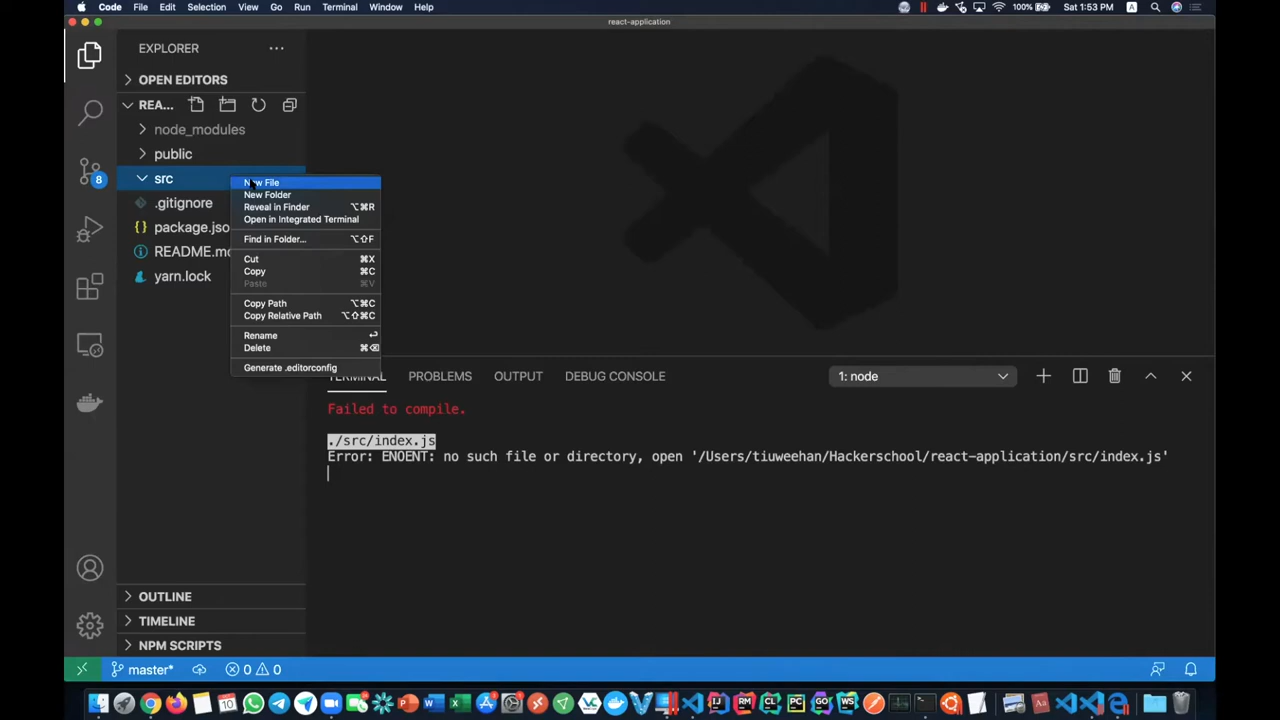 Code File Edit Selection View Go Run Terminal Window Help
100% A Sat 1:53 PM
react-application
EXPLORER
OPEN EDITORS
REA...
node_modules
public
src
.gitignore
package.jso
README.m
yarn.lock
8
New File
New Folder
Reveal in Finder ⌥⌘R
Open in Integrated Terminal
Find in Folder... ⌥⇧F
Cut ⌘X
Copy ⌘C
Paste ⌘V
Copy Path ⌥⌘C
Copy Relative Path ⌥⇧⌘C
Rename ⏎
Delete ⌘⌫
Generate .editorconfig
TERMINAL PROBLEMS OUTPUT DEBUG CONSOLE 1: node
Failed to compile.
./src/index.js
Error: ENOENT: no such file or directory, open '/Users/tiuweehan/Hackerschool/react-application/src/index.js'
OUTLINE
TIMELINE
NPM SCRIPTS
master* 0 0